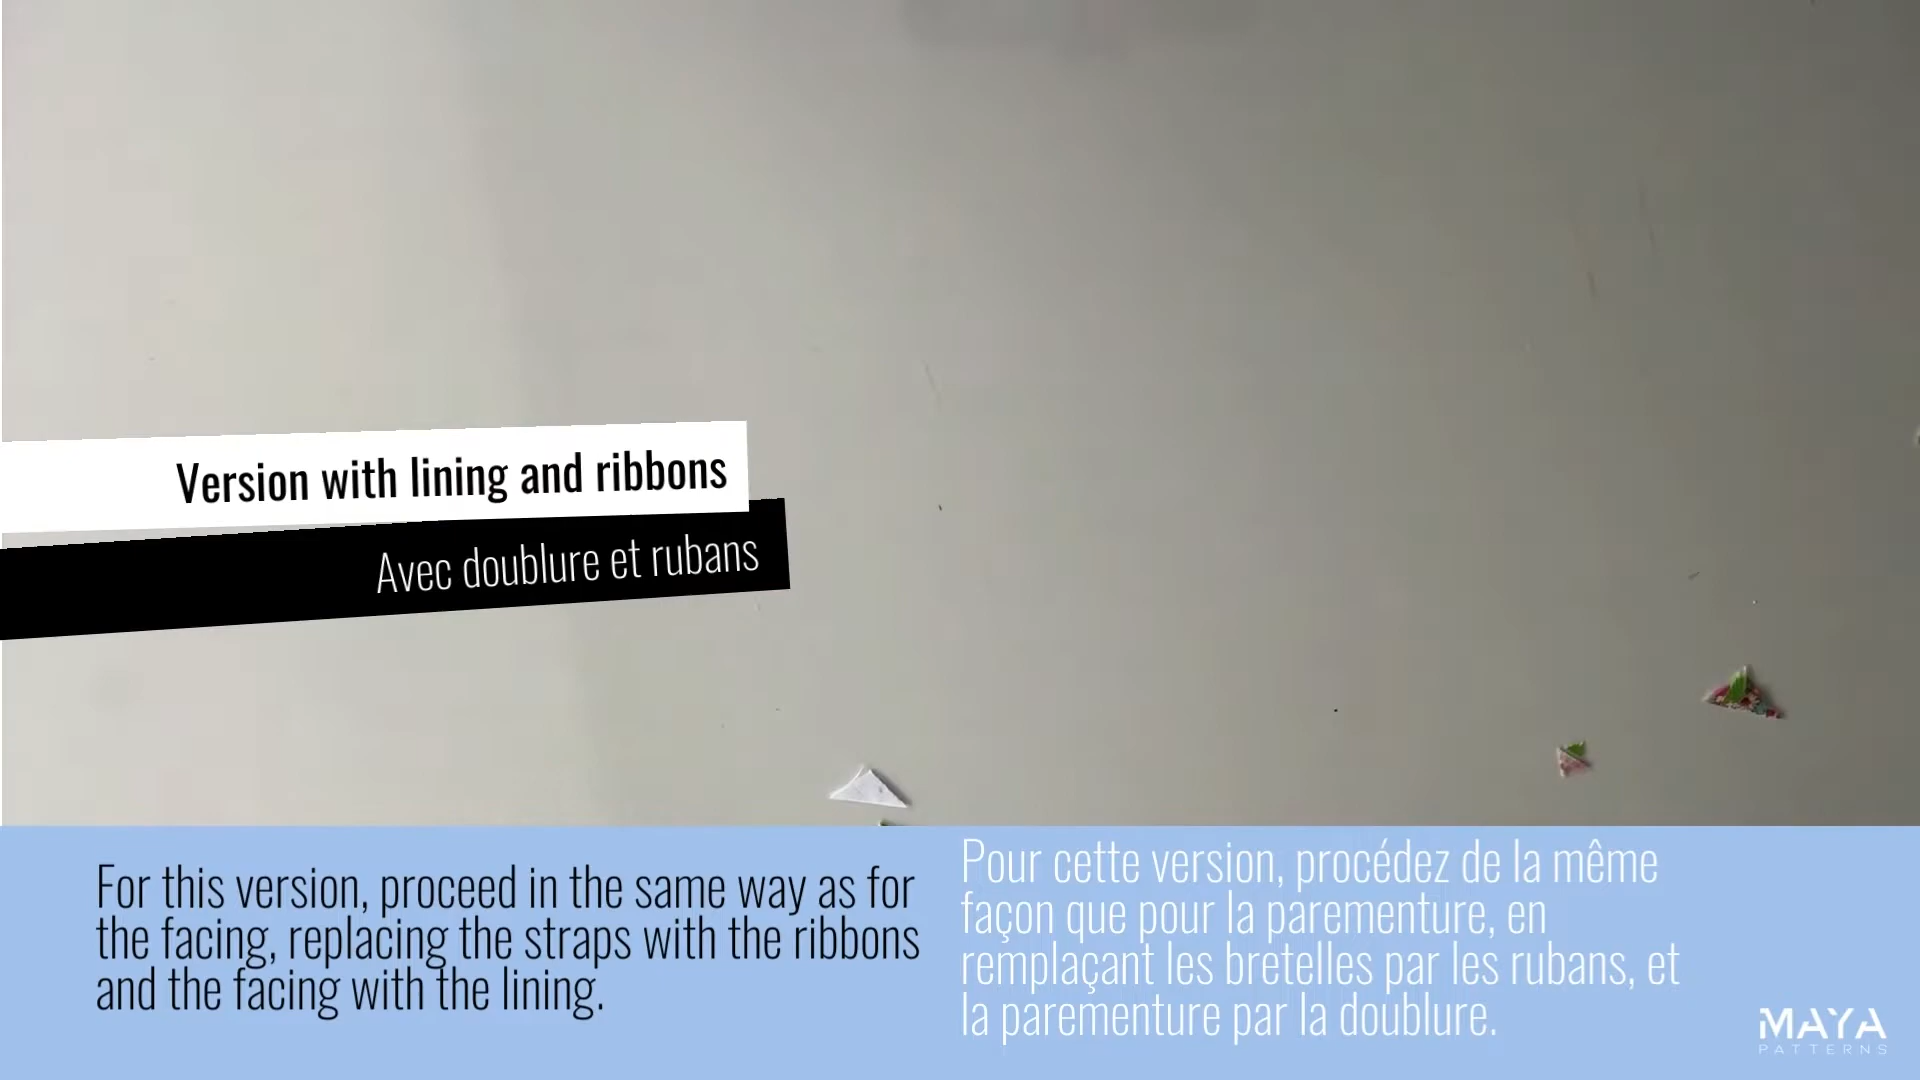 Version with lining and ribbons
Avec doublure et rubans
For this version, proceed in the same way as for
the facing, replacing the straps with the ribbons
and the facing with the lining.
Pour cette version, procédez de la même
façon que pour la parementure, en
remplaçant les bretelles par les rubans, et
la parementure par la doublure.
MAYA
PATTERNS